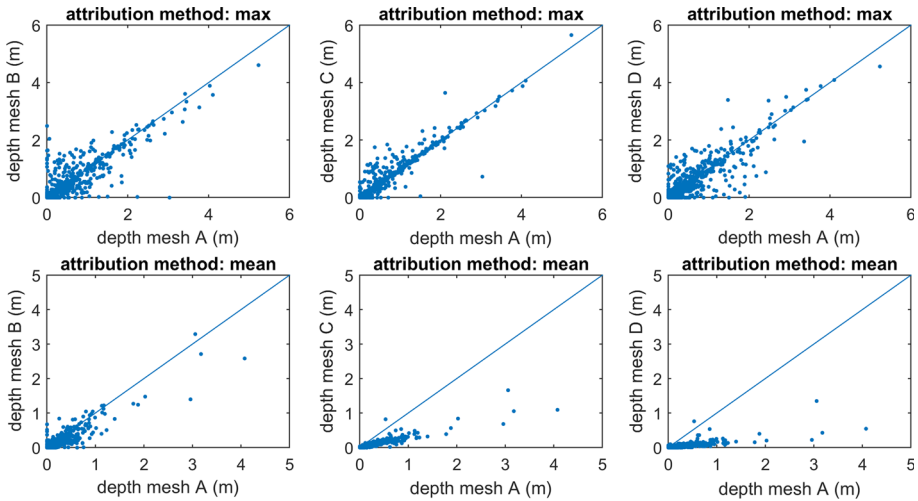 attribution method: max
depth mesh B (m)
6
4
2
0
0 2 4 6
depth mesh A (m)
attribution method: max
depth mesh C (m)
6
4
2
0
0 2 4 6
depth mesh A (m)
attribution method: max
depth mesh D (m)
6
4
2
0
0 2 4 6
depth mesh A (m)
attribution method: mean
depth mesh B (m)
5
4
3
2
1
0
0 1 2 3 4 5
depth mesh A (m)
attribution method: mean
depth mesh C (m)
5
4
3
2
1
0
0 1 2 3 4 5
depth mesh A (m)
attribution method: mean
depth mesh D (m)
5
4
3
2
1
0
0 1 2 3 4 5
depth mesh A (m)